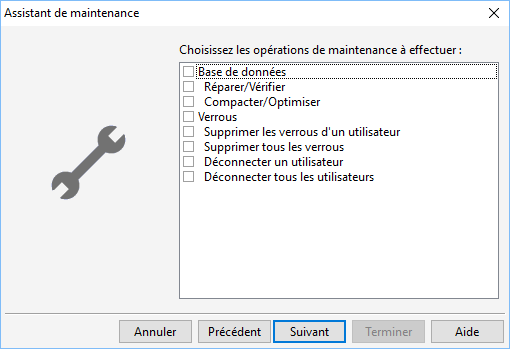 Assistant de maintenance
Choisissez les opérations de maintenance à effectuer :
Base de données
Réparer/Vérifier
Compacter/Optimiser
Verrous
Supprimer les verrous d'un utilisateur
Supprimer tous les verrous
Déconnecter un utilisateur
Déconnecter tous les utilisateurs
Annuler
Précédent
Suivant
Terminer
Aide